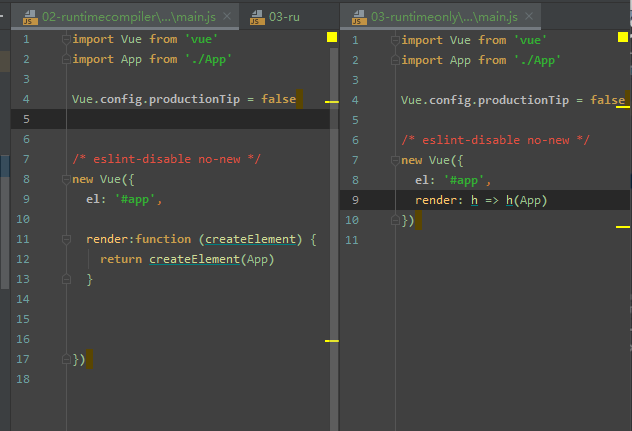 02-runtimecompiler\...\main.js
03-ru
1 import Vue from 'vue'
2 import App from './App'
3
4 Vue.config.productionTip = false
5
6
7 /* eslint-disable no-new */
8 new Vue({
9 el: '#app',
10
11 render:function (createElement) {
12 return createElement(App)
13 }
14
15
16
17 })
18
03-runtimeonly\...\main.js
1 import Vue from 'vue'
2 import App from './App'
3
4 Vue.config.productionTip = false
5
6 /* eslint-disable no-new */
7 new Vue({
8 el: '#app',
9 render: h => h(App)
10 })
11